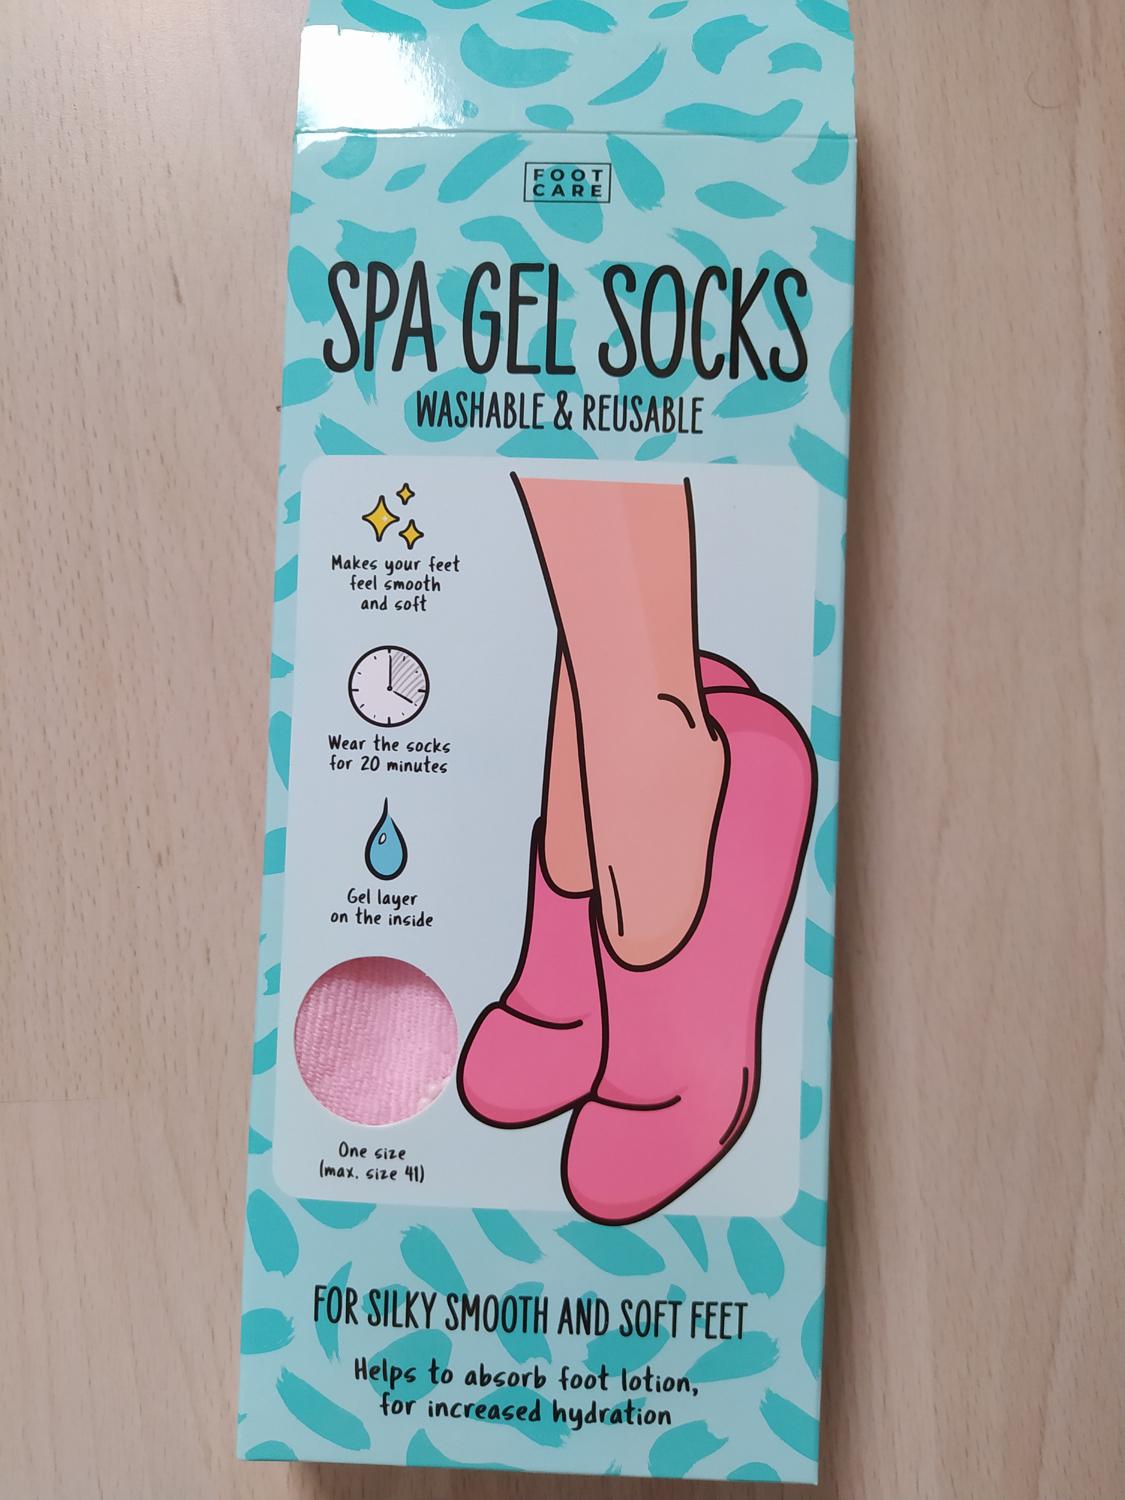 FOOT
CARE
SPA GEL SOCKS
WASHABLE & REUSABLE
Makes your feet
feel smooth
and soft
Wear the socks
for 20 minutes
Gel layer
on the inside
One size
(max. size 41)
FOR SILKY SMOOTH AND SOFT FEET
Helps to absorb foot lotion,
for increased hydration